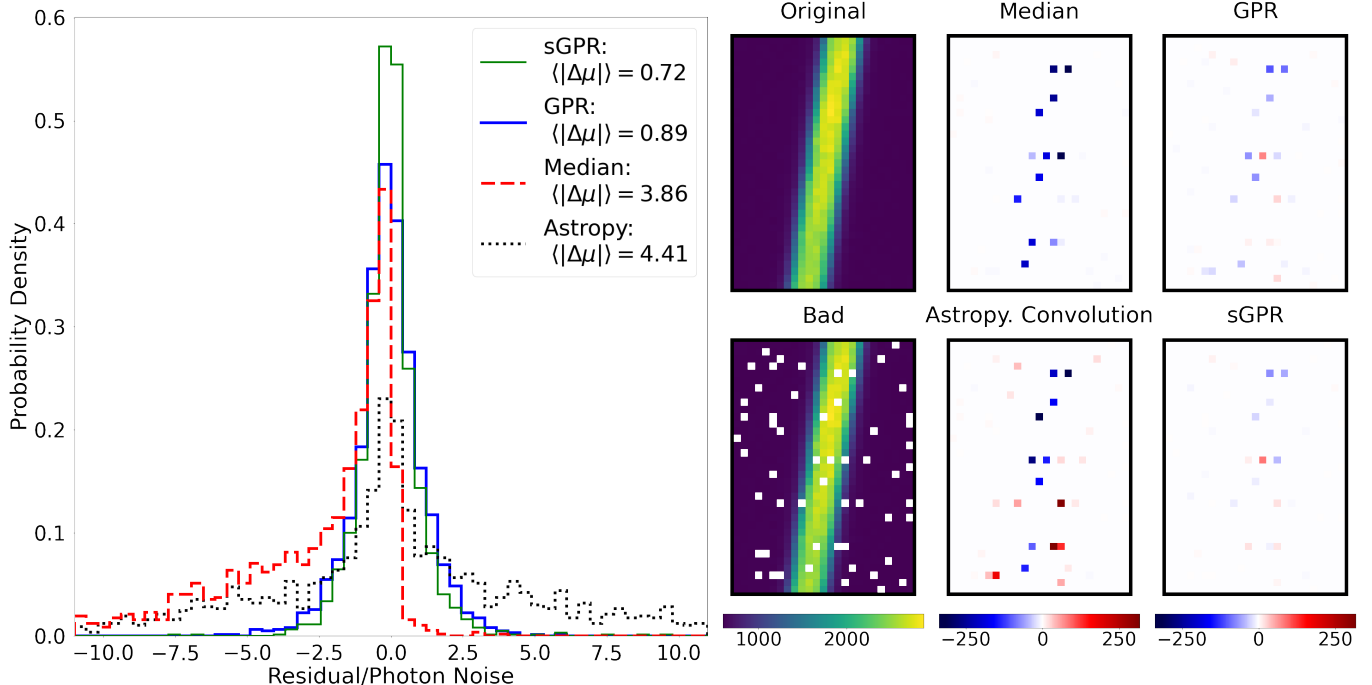 0.6
0.5
0.4
0.3
0.2
0.1
0.0
Probability Density
−10.0 −7.5 −5.0 −2.5 0.0 2.5 5.0 7.5 10.0
Residual/Photon Noise
sGPR:
⟨|Δμ|⟩ = 0.72
GPR:
⟨|Δμ|⟩ = 0.89
Median:
⟨|Δμ|⟩ = 3.86
Astropy:
⟨|Δμ|⟩ = 4.41
Original Median GPR
Bad Astropy. Convolution sGPR
1000 2000 −250 0 250 −250 0 250